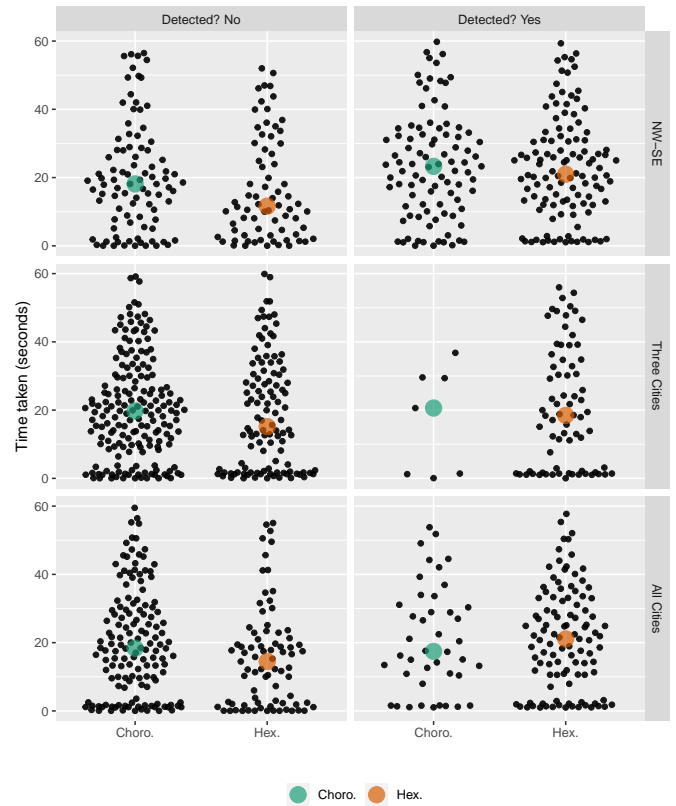 Detected? No Detected? Yes
60
40
20
0
NW−SE
60
40
20
0
Three Cities
Time taken (seconds)
60
40
20
0
All Cities
Choro. Hex. Choro. Hex.
Choro. Hex.